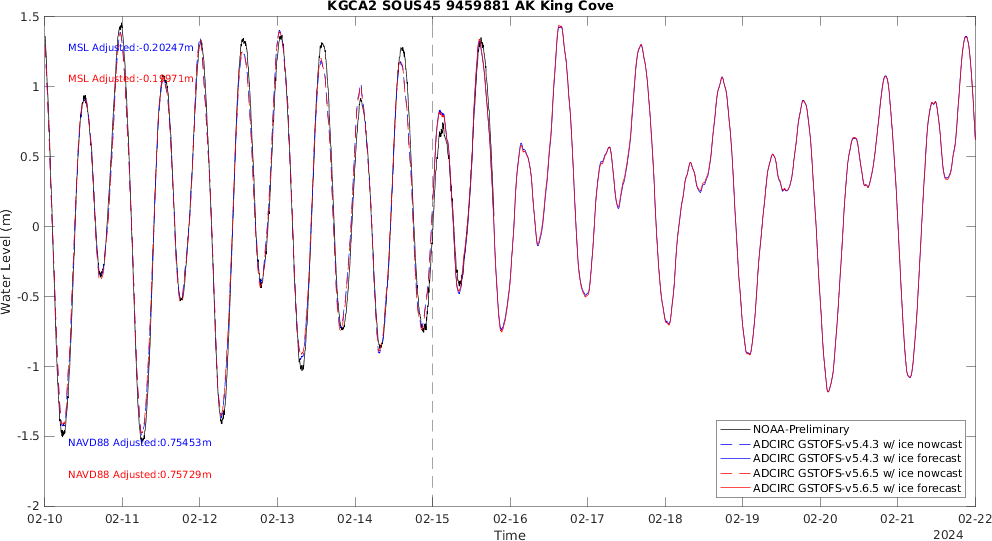 KGCA2 SOUS45 9459881 AK King Cove
Water Level (m)
1.5
1
0.5
0
-0.5
-1
-1.5
-2
MSL Adjusted:-0.20247m
MSL Adjusted:-0.19971m
NAVD88 Adjusted:0.75453m
NAVD88 Adjusted:0.75729m
NOAA-Preliminary
ADCIRC GSTOFS-v5.4.3 w/ ice nowcast
ADCIRC GSTOFS-v5.4.3 w/ ice forecast
ADCIRC GSTOFS-v5.6.5 w/ ice nowcast
ADCIRC GSTOFS-v5.6.5 w/ ice forecast
02-10 02-11 02-12 02-13 02-14 02-15 02-16 02-17 02-18 02-19 02-20 02-21 02-22
Time
2024